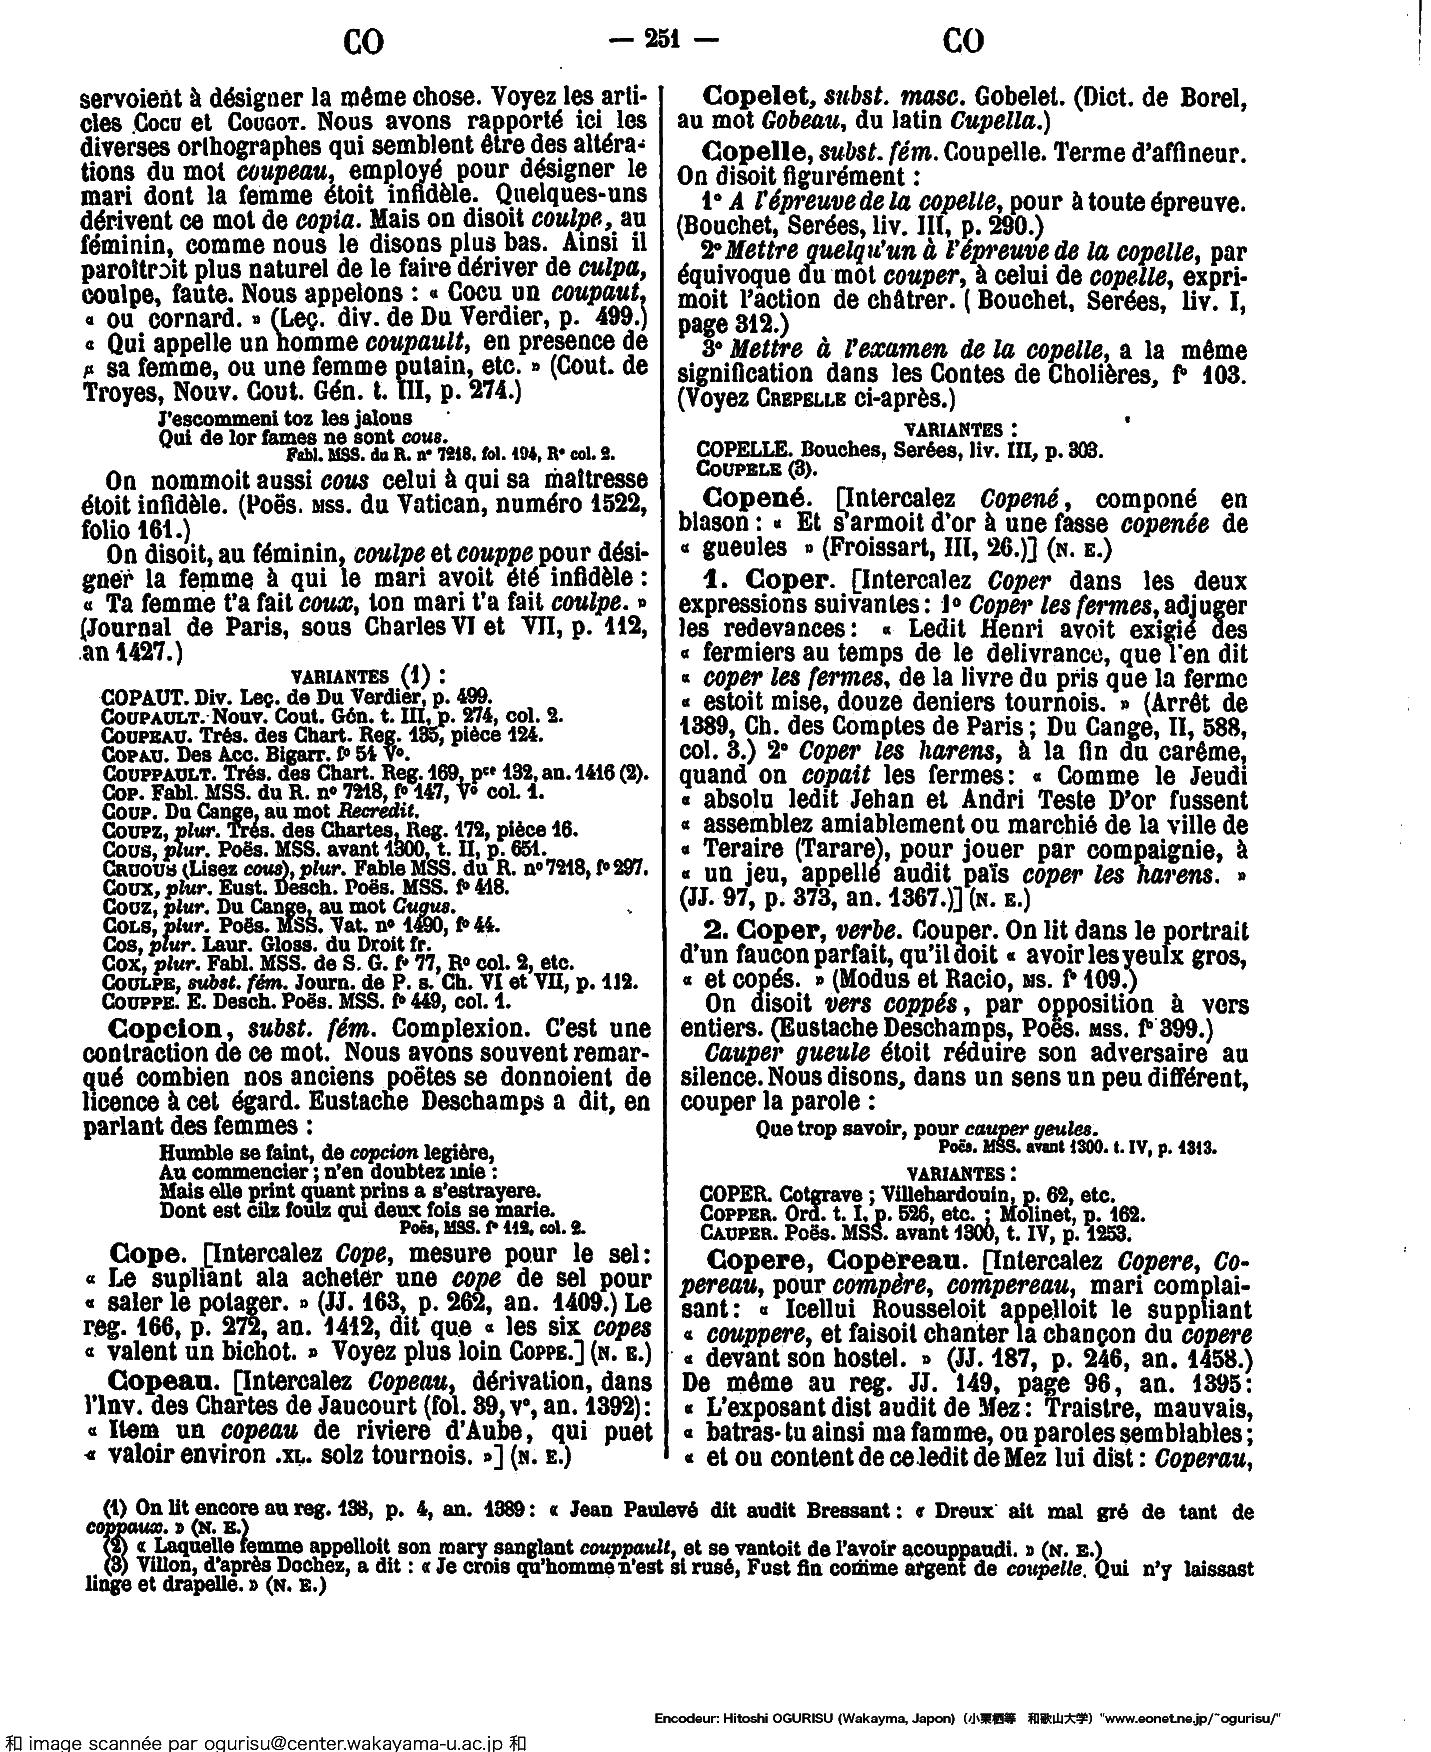 CO — 251 — CO
servoient à désigner la même chose. Voyez les arti-
cles Cocu et Cougot. Nous avons rapporté ici les
diverses orthographes qui semblent être des altéra-
tions du mot coupeau, employé pour désigner le
mari dont la femme étoit infidèle. Quelques-uns
dérivent ce mot de copia. Mais on disoit coulpe, au
féminin, comme nous le disons plus bas. Ainsi il
paroîtroit plus naturel de le faire dériver de culpa,
coulpe, faute. Nous appelons : « Cocu un coupaut,
« ou cornard. » (Leç. div. de Du Verdier, p. 499.)
« Qui appelle un homme coupault, en presence de
« sa femme, ou une femme putain, etc. » (Cout. de
Troyes, Nouv. Cout. Gén. t. III, p. 274.)
J'escommeni toz les jalous
Qui de lor fames ne sont cous.
Fabl. MSS. du R. nº 7218. fol. 194, Rº col. 2.
On nommoit aussi cous celui à qui sa maîtresse
étoit infidèle. (Poës. MSS. du Vatican, numéro 1522,
folio 161.)
On disoit, au féminin, coulpe et couppe pour dési-
gner la femme à qui le mari avoit été infidèle :
« Ta femme t'a fait coux, ton mari t'a fait coulpe. »
(Journal de Paris, sous Charles VI et VII, p. 112,
an 1427.)
VARIANTES (1) :
COPAUT. Div. Leç. de Du Verdier, p. 499.
Coupault. Nouv. Cout. Gén. t. III, p. 274, col. 2.
Coupeau. Trés. des Chart. Reg. 135, pièce 124.
Copau. Des Acc. Bigarr. fº 54 Vº.
Couppault. Trés. des Chart. Reg. 169, pce 132, an. 1416 (2).
Cop. Fabl. MSS. du R. nº 7218, fº 147, Vº col. 1.
Coup. Du Cange, au mot Recredit.
Coupz, plur. Trés. des Chartes, Reg. 172, pièce 16.
Cous, plur. Poës. MSS. avant 1300, t. II, p. 651.
Cauous (Lisez cous), plur. Fable MSS. du R. nº 7218, fº 297.
Coux, plur. Eust. Desch. Poës. MSS. fº 418.
Couz, plur. Du Cange, au mot Cugus.
Cols, plur. Poës. MSS. Vat. nº 1490, fº 44.
Cos, plur. Laur. Gloss. du Droit fr.
Cox, plur. Fabl. MSS. de S. G. fº 77, Rº col. 2, etc.
Coulpe, subst. fém. Journ. de P. s. Ch. VI et VII, p. 112.
Couppe. E. Desch. Poës. MSS. fº 449, col. 1.
Copcion, subst. fém. Complexion. C'est une
contraction de ce mot. Nous avons souvent remar-
qué combien nos anciens poëtes se donnoient de
licence à cet égard. Eustache Deschamps a dit, en
parlant des femmes :
Humble se faint, de copcion legière,
Au commencier ; n'en doubtez mie :
Mais elle print quant prins a s'estrayere.
Dont est cilz foulz qui deux fois se marie.
Poës, MSS. fº 112, col. 2.
Cope. [Intercalez Cope, mesure pour le sel :
« Le supliant ala acheter une cope de sel pour
« saler le potager. » (JJ. 163, p. 262, an. 1409.) Le
reg. 166, p. 272, an. 1412, dit que « les six copes
« valent un bichot. » Voyez plus loin Coppe.] (N. E.)
Copeau. [Intercalez Copeau, dérivation, dans
l'Inv. des Chartes de Jaucourt (fol. 39, vº, an. 1392) :
« Item un copeau de riviere d'Aube, qui puet
« valoir environ .XL. solz tournois. »] (N. E.)
Copelet, subst. masc. Gobelet. (Dict. de Borel,
au mot Gobeau, du latin Cupella.)
Copelle, subst. fém. Coupelle. Terme d'affineur.
On disoit figurément :
1º A l'épreuve de la copelle, pour à toute épreuve.
(Bouchet, Serées, liv. III, p. 290.)
2º Mettre quelqu'un à l'épreuve de la copelle, par
équivoque du mot couper, à celui de copelle, expri-
moit l'action de châtrer. ( Bouchet, Serées, liv. I,
page 312.)
3º Mettre à l'examen de la copelle, a la même
signification dans les Contes de Cholières, fº 103.
(Voyez Crepelle ci-après.)
VARIANTES :
COPELLE. Bouches, Serées, liv. III, p. 303.
Coupele (3).
Copené. [Intercalez Copené, componé en
blason : « Et s'armoit d'or à une fasse copenée de
« gueules » (Froissart, III, 26.)] (N. E.)
1. Coper. [Intercalez Coper dans les deux
expressions suivantes : 1º Coper les fermes, adjuger
les redevances : « Ledit Henri avoit exigié des
« fermiers au temps de le delivrance, que l'en dit
« coper les fermes, de la livre du pris que la ferme
« estoit mise, douze deniers tournois. » (Arrêt de
1389, Ch. des Comptes de Paris ; Du Cange, II, 588,
col. 3.) 2º Coper les harens, à la fin du carême,
quand on copait les fermes : « Comme le Jeudi
« absolu ledit Jehan et Andri Teste D'or fussent
« assemblez amiablement ou marchié de la ville de
« Teraire (Tarare), pour jouer par compaignie, à
« un jeu, appellé audit païs coper les harens. »
(JJ. 97, p. 373, an. 1367.)] (N. E.)
2. Coper, verbe. Couper. On lit dans le portrait
d'un faucon parfait, qu'il doit « avoir les yeulx gros,
« et copés. » (Modus et Racio, MS. fº 109.)
On disoit vers coppés, par opposition à vers
entiers. (Eustache Deschamps, Poës. MSS. fº 399.)
Cauper gueule étoit réduire son adversaire au
silence. Nous disons, dans un sens un peu différent,
couper la parole :
Que trop savoir, pour cauper geules.
Poës. MSS. avant 1300. t. IV, p. 1313.
VARIANTES :
COPER. Cotgrave ; Villehardouin, p. 62, etc.
Copper. Ord. t. I, p. 526, etc. ; Molinet, p. 162.
Cauper. Poës. MSS. avant 1300, t. IV, p. 1253.
Copere, Copereau. [Intercalez Copere, Co-
pereau, pour compère, compereau, mari complai-
sant : « Icellui Rousseloit appelloit le suppliant
« couppere, et faisoit chanter la chançon du copere
« devant son hostel. » (JJ. 187, p. 246, an. 1458.)
De même au reg. JJ. 149, page 96, an. 1395 :
« L'exposant dist audit de Mez : Traistre, mauvais,
« batras-tu ainsi ma famme, ou paroles semblables ;
« et ou content de ce ledit de Mez lui dist : Coperau,
(1) On lit encore au reg. 138, p. 4, an. 1389 : « Jean Paulevé dit audit Bressant : « Dreux ait mal gré de tant de
coppaux. » (N. E.)
(2) « Laquelle femme appelloit son mary sanglant couppault, et se vantoit de l'avoir acouppaudi. » (N. E.)
(3) Villon, d'après Dochez, a dit : « Je crois qu'homme n'est si rusé, Fust fin comme argent de coupelle. Qui n'y laissast
linge et drapelle. » (N. E.)
Encodeur: Hitoshi OGURISU (Wakayma, Japon) (小栗栖等 和歌山大学) "www.eonet.ne.jp/~ogurisu/"
和 image scannée par ogurisu@center.wakayama-u.ac.jp 和